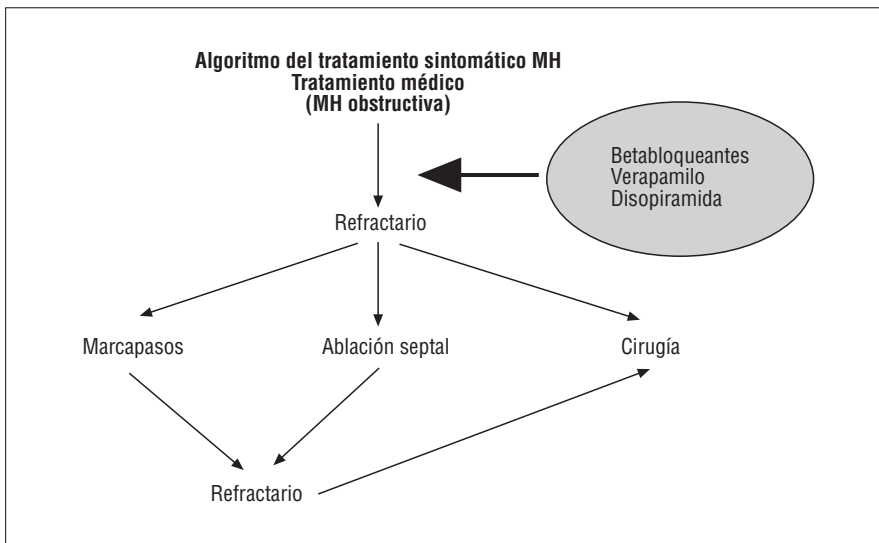 Algoritmo del tratamiento sintomático MH
Tratamiento médico
(MH obstructiva)
Betabloqueantes
Verapamilo
Disopiramida
Refractario
Marcapasos
Ablación septal
Cirugía
Refractario